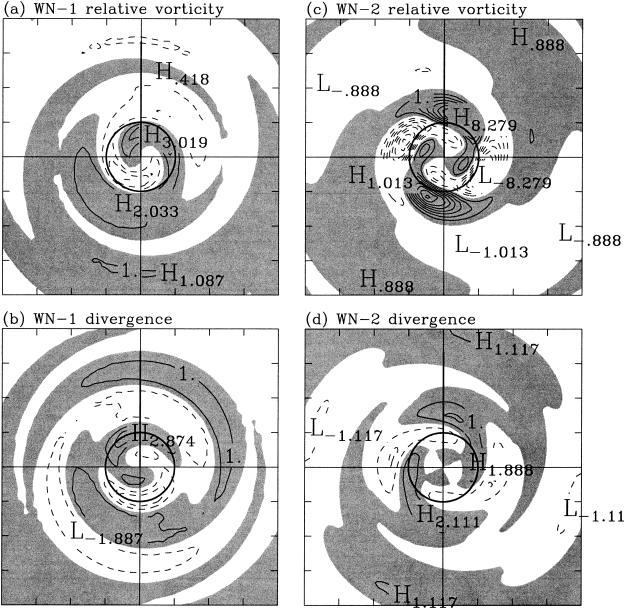 (a) WN-1 relative vorticity
H.418
H3.019
H2.033
1.
H1.087
(c) WN-2 relative vorticity
H.888
L-.888
1.
H8.279
H1.013
L-8.279
L-1.013
L-.888
H.888
(b) WN-1 divergence
1.
H2.874
1.
L-1.887
(d) WN-2 divergence
H1.117
1.
L-1.117
H1.888
H2.111
L-1.11
H1.117